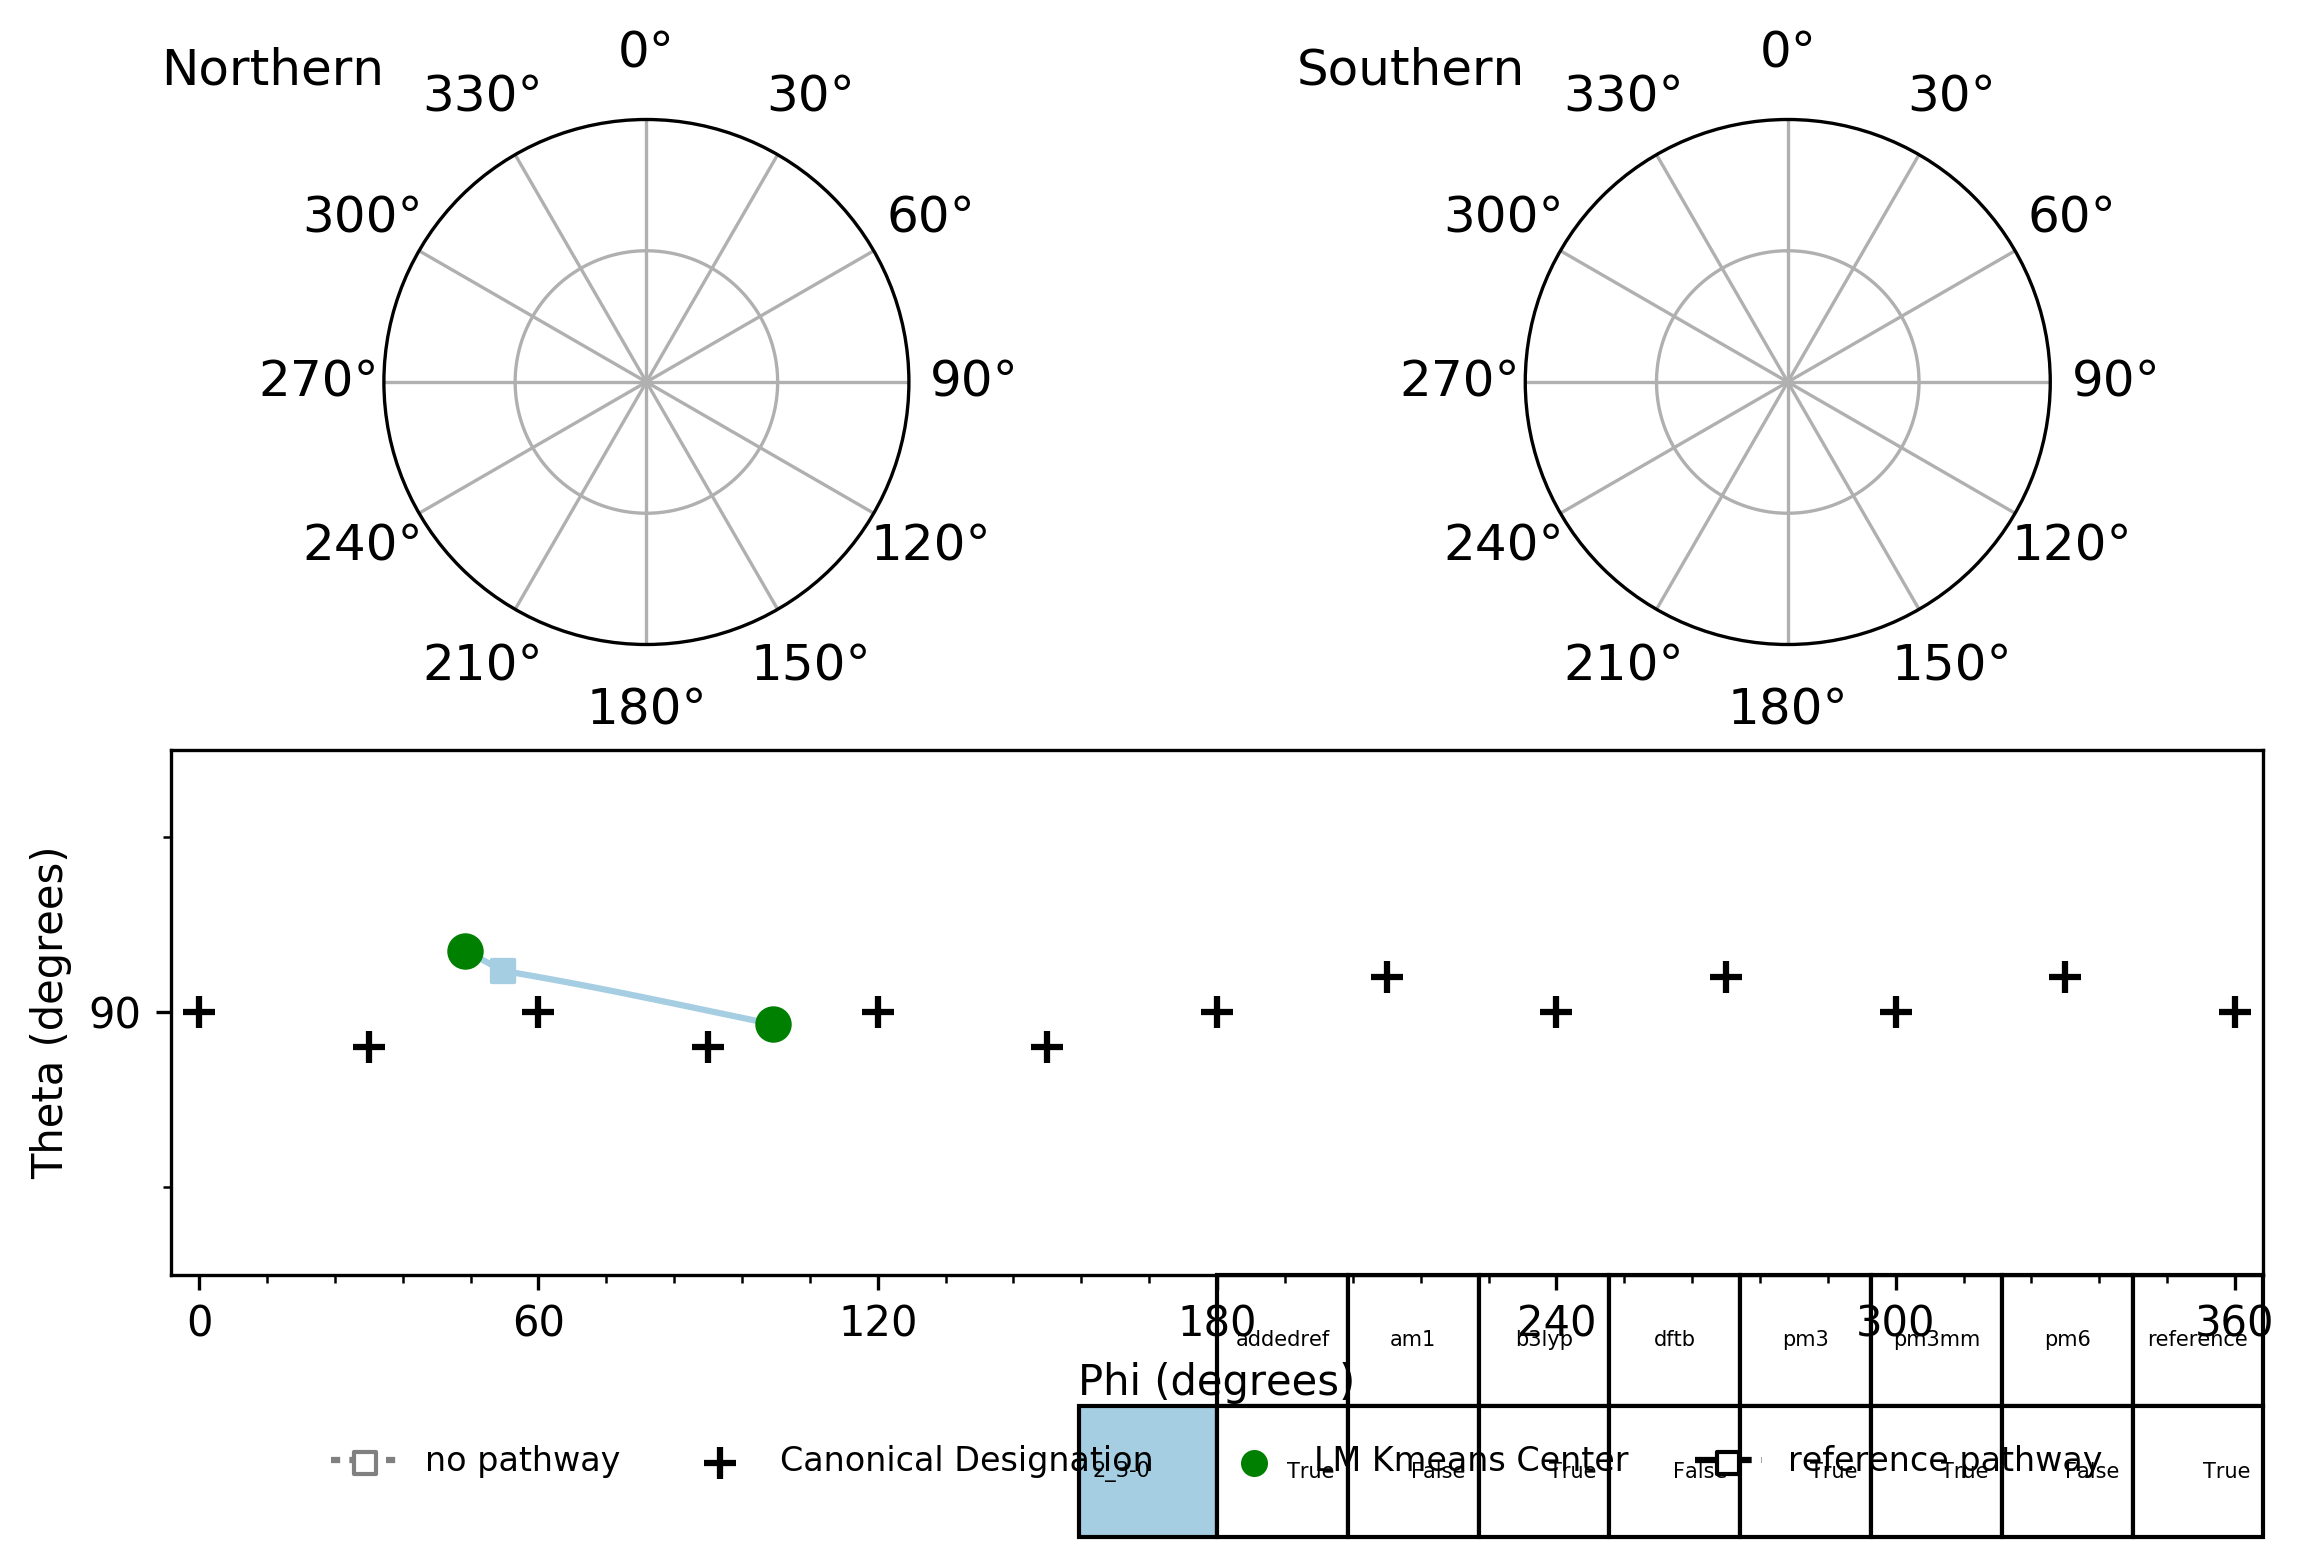 Northern
0°
30°
60°
90°
120°
150°
180°
210°
240°
270°
300°
330°
Southern
0°
30°
60°
90°
120°
150°
180°
210°
240°
270°
300°
330°
Theta (degrees)
90
0 60 120 180 240 300 360
Phi (degrees)
addedref am1 b3lyp dftb pm3 pm3mm pm6 reference
2_3-0 True False True False True True False True
no pathway
Canonical Designation
LM Kmeans Center
reference pathway